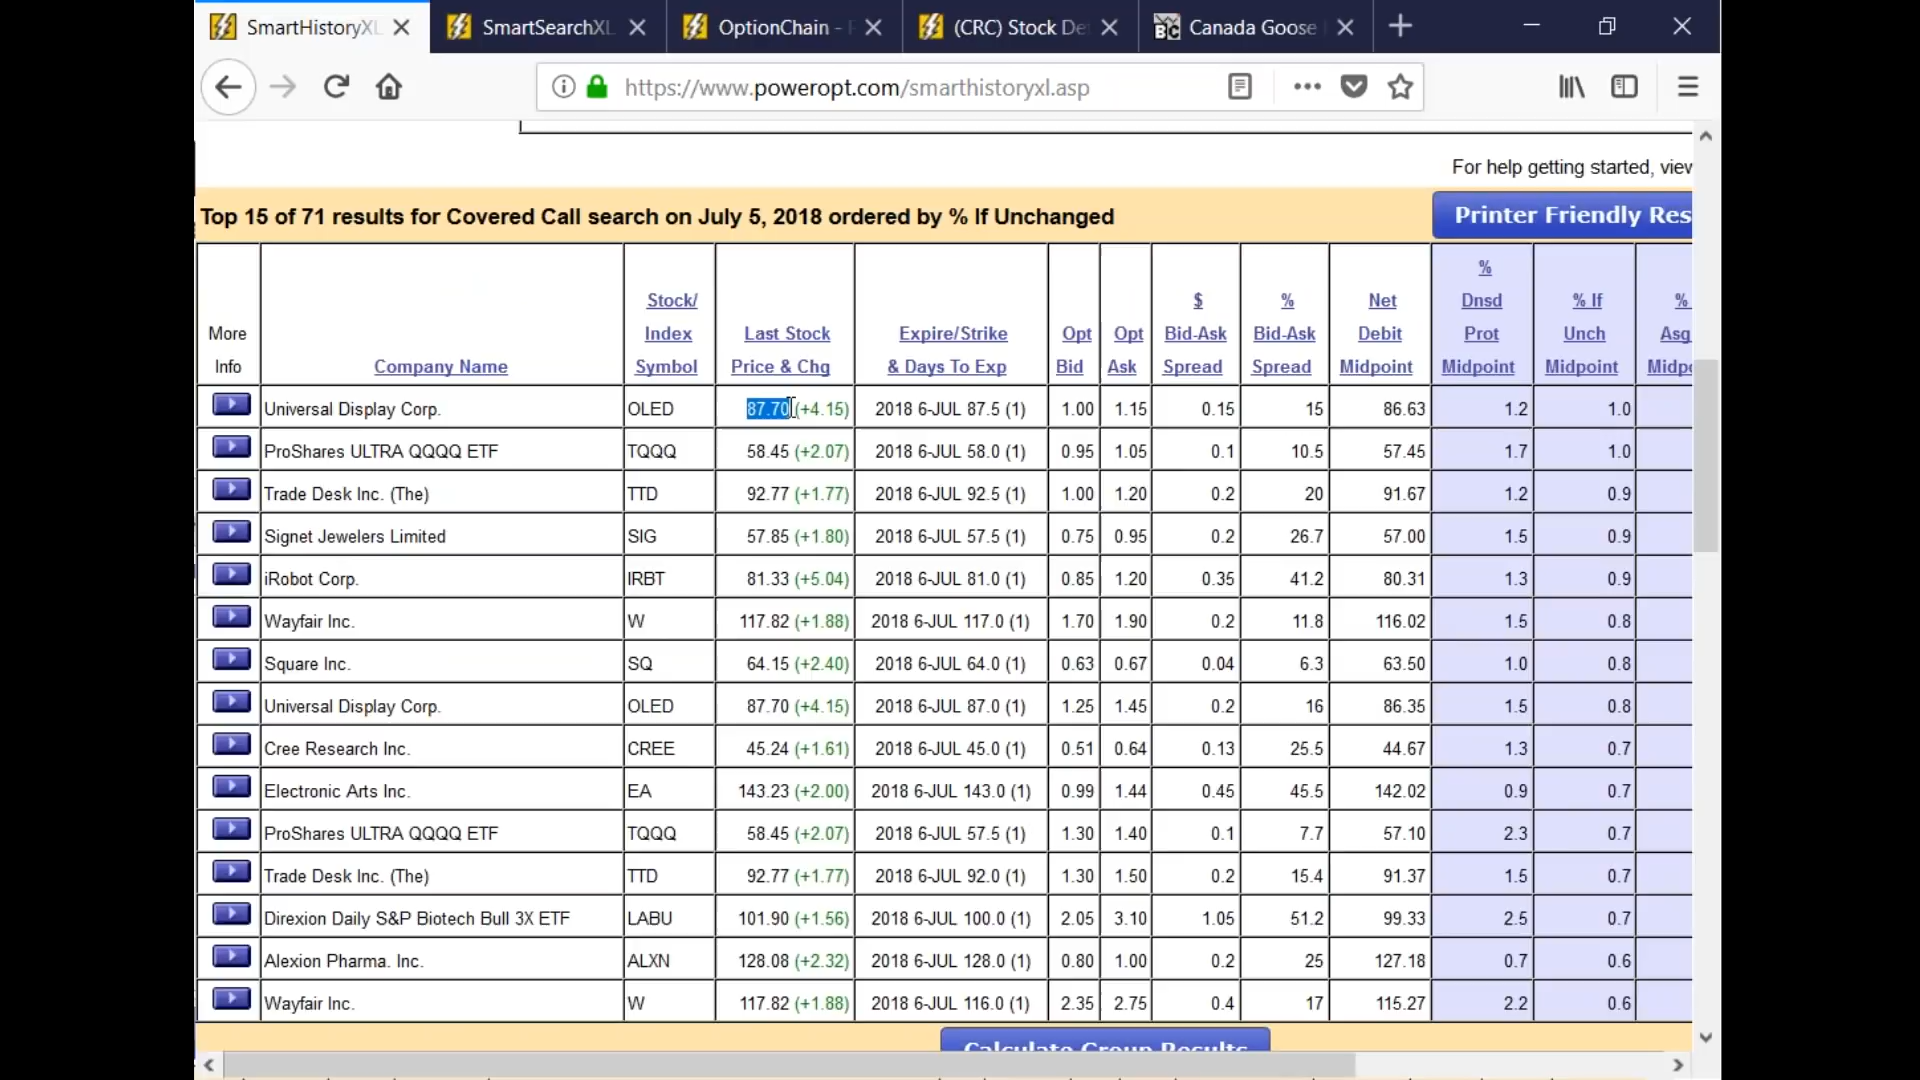 SmartHistoryXL SmartSearchXL OptionChain - (CRC) Stock De Canada Goose
https://www.poweropt.com/smarthistoryxl.asp
For help getting started, view
Top 15 of 71 results for Covered Call search on July 5, 2018 ordered by % If Unchanged Printer Friendly Res
More Info Company Name Stock/ Index Symbol Last Stock Price & Chg Expire/Strike & Days To Exp Opt Bid Opt Ask $ Bid-Ask Spread % Bid-Ask Spread Net Debit Midpoint % Dnsd Prot Midpoint % If Unch Midpoint % Asg Midpo
Universal Display Corp. OLED 87.70 (+4.15) 2018 6-JUL 87.5 (1) 1.00 1.15 0.15 15 86.63 1.2 1.0
ProShares ULTRA QQQQ ETF TQQQ 58.45 (+2.07) 2018 6-JUL 58.0 (1) 0.95 1.05 0.1 10.5 57.45 1.7 1.0
Trade Desk Inc. (The) TTD 92.77 (+1.77) 2018 6-JUL 92.5 (1) 1.00 1.20 0.2 20 91.67 1.2 0.9
Signet Jewelers Limited SIG 57.85 (+1.80) 2018 6-JUL 57.5 (1) 0.75 0.95 0.2 26.7 57.00 1.5 0.9
iRobot Corp. IRBT 81.33 (+5.04) 2018 6-JUL 81.0 (1) 0.85 1.20 0.35 41.2 80.31 1.3 0.9
Wayfair Inc. W 117.82 (+1.88) 2018 6-JUL 117.0 (1) 1.70 1.90 0.2 11.8 116.02 1.5 0.8
Square Inc. SQ 64.15 (+2.40) 2018 6-JUL 64.0 (1) 0.63 0.67 0.04 6.3 63.50 1.0 0.8
Universal Display Corp. OLED 87.70 (+4.15) 2018 6-JUL 87.0 (1) 1.25 1.45 0.2 16 86.35 1.5 0.8
Cree Research Inc. CREE 45.24 (+1.61) 2018 6-JUL 45.0 (1) 0.51 0.64 0.13 25.5 44.67 1.3 0.7
Electronic Arts Inc. EA 143.23 (+2.00) 2018 6-JUL 143.0 (1) 0.99 1.44 0.45 45.5 142.02 0.9 0.7
ProShares ULTRA QQQQ ETF TQQQ 58.45 (+2.07) 2018 6-JUL 57.5 (1) 1.30 1.40 0.1 7.7 57.10 2.3 0.7
Trade Desk Inc. (The) TTD 92.77 (+1.77) 2018 6-JUL 92.0 (1) 1.30 1.50 0.2 15.4 91.37 1.5 0.7
Direxion Daily S&P Biotech Bull 3X ETF LABU 101.90 (+1.56) 2018 6-JUL 100.0 (1) 2.05 3.10 1.05 51.2 99.33 2.5 0.7
Alexion Pharma. Inc. ALXN 128.08 (+2.32) 2018 6-JUL 128.0 (1) 0.80 1.00 0.2 25 127.18 0.7 0.6
Wayfair Inc. W 117.82 (+1.88) 2018 6-JUL 116.0 (1) 2.35 2.75 0.4 17 115.27 2.2 0.6
Calculate Group Results